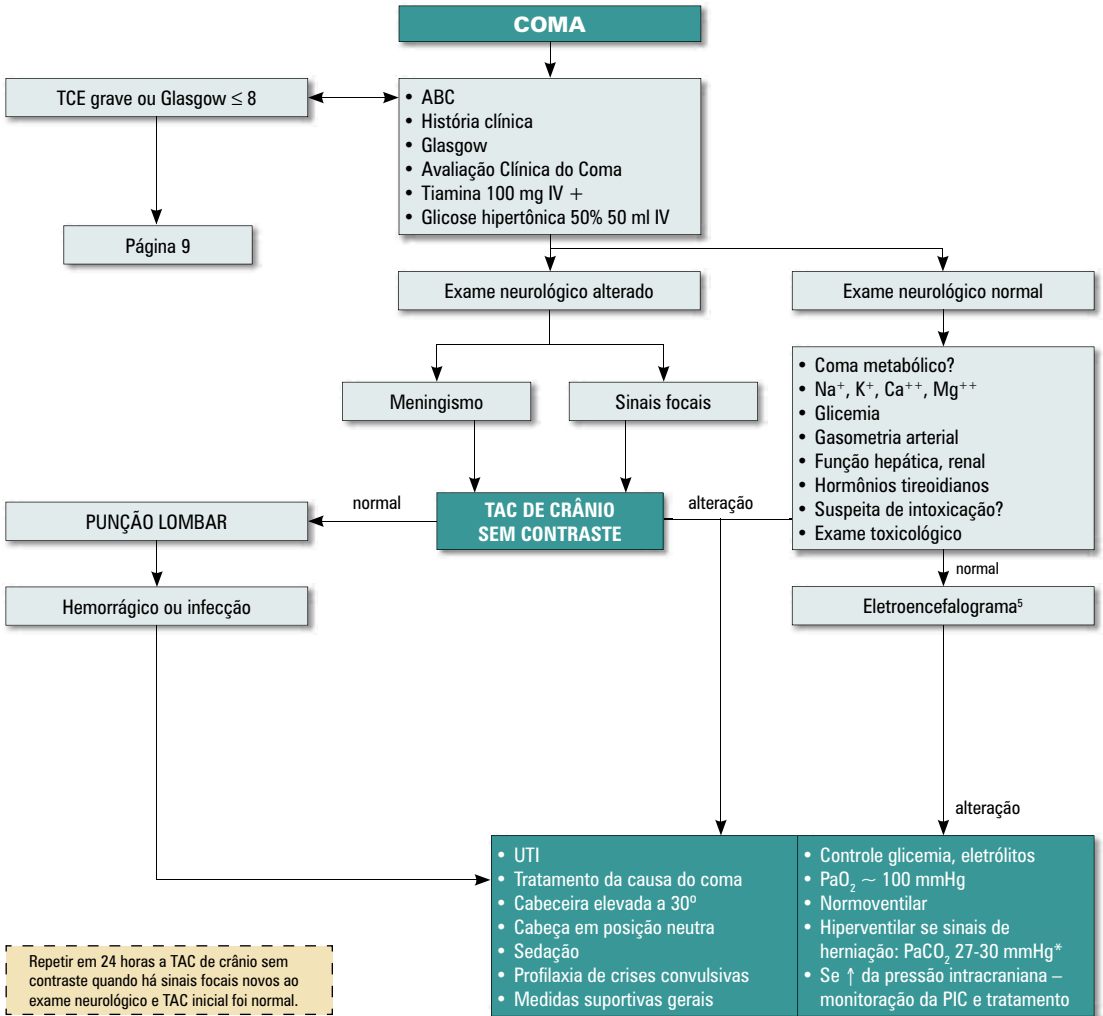 COMA
TCE grave ou Glasgow ≤ 8
• ABC
• História clínica
• Glasgow
• Avaliação Clínica do Coma
• Tiamina 100 mg IV +
• Glicose hipertônica 50% 50 ml IV
Página 9
Exame neurológico alterado
Exame neurológico normal
Meningismo
Sinais focais
• Coma metabólico?
• Na⁺, K⁺, Ca⁺⁺, Mg⁺⁺
• Glicemia
• Gasometria arterial
• Função hepática, renal
• Hormônios tireoidianos
• Suspeita de intoxicação?
• Exame toxicológico
normal
TAC DE CRÂNIO
SEM CONTRASTE
alteração
PUNÇÃO LOMBAR
Hemorrágico ou infecção
normal
Eletroencefalograma⁵
alteração
• UTI
• Tratamento da causa do coma
• Cabeceira elevada a 30º
• Cabeça em posição neutra
• Sedação
• Profilaxia de crises convulsivas
• Medidas suportivas gerais
• Controle glicemia, eletrólitos
• PaO₂ ~ 100 mmHg
• Normoventilar
• Hiperventilar se sinais de
herniação: PaCO₂ 27-30 mmHg*
• Se ↑ da pressão intracraniana –
monitoração da PIC e tratamento
Repetir em 24 horas a TAC de crânio sem
contraste quando há sinais focais novos ao
exame neurológico e TAC inicial foi normal.